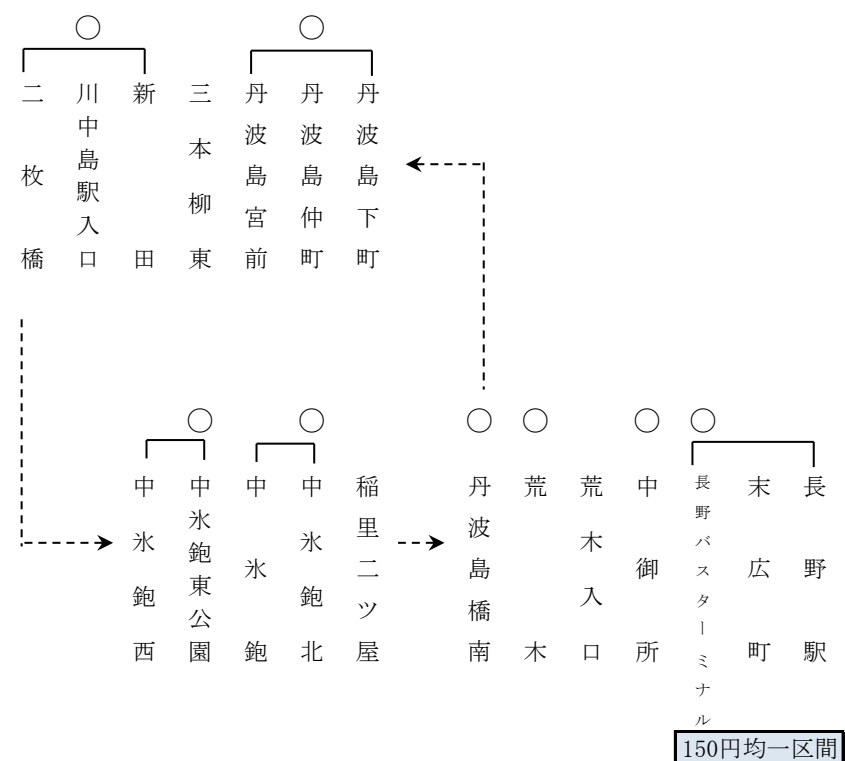 ○ ○
二枚橋
川中島駅入口
新田
三本柳東
丹波島宮前
丹波島仲町
丹波島下町
○ ○ ○ ○ ○ ○
中氷鉋西
中氷鉋東公園
中氷鉋
中氷鉋北
稲里二ツ屋
丹波島橋南
荒木
荒木入口
中御所
長野バスターミナル
末広町
長野駅
150円均一区間